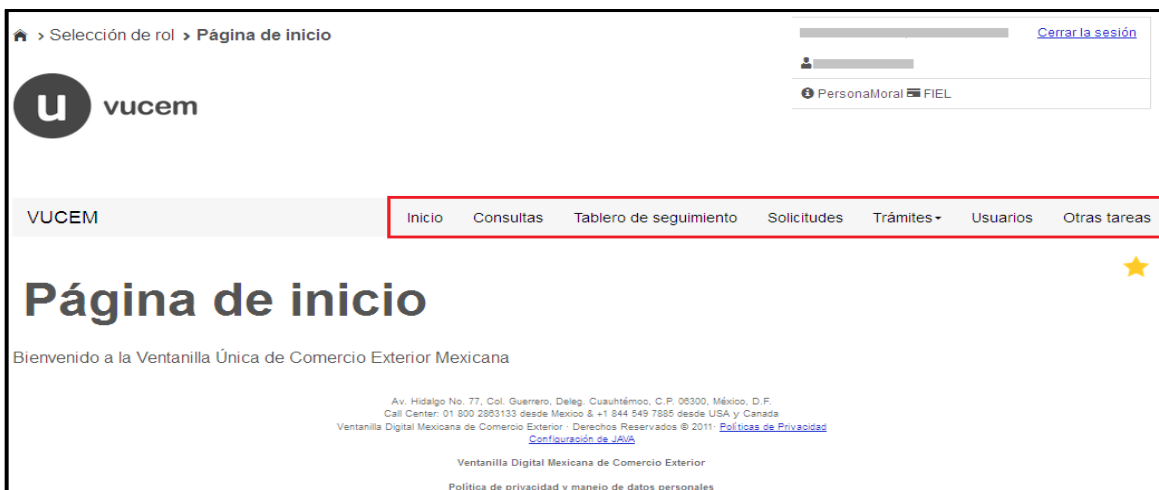 Selección de rol > Página de inicio
Cerrar la sesión
PersonaMoral FIEL
u vucem
VUCEM
Inicio Consultas Tablero de seguimiento Solicitudes Trámites Usuarios Otras tareas
Página de inicio
Bienvenido a la Ventanilla Única de Comercio Exterior Mexicana
Av. Hidalgo No. 77, Col. Guerrero, Deleg. Cuauhtémoc, C.P. 06300, México, D.F.
Call Center: 01 800 2863133 desde Mexico & +1 844 549 7885 desde USA y Canada
Ventanilla Digital Mexicana de Comercio Exterior · Derechos Reservados © 2011· Políticas de Privacidad
Configuración de JAVA
Ventanilla Digital Mexicana de Comercio Exterior
Política de privacidad y manejo de datos personales